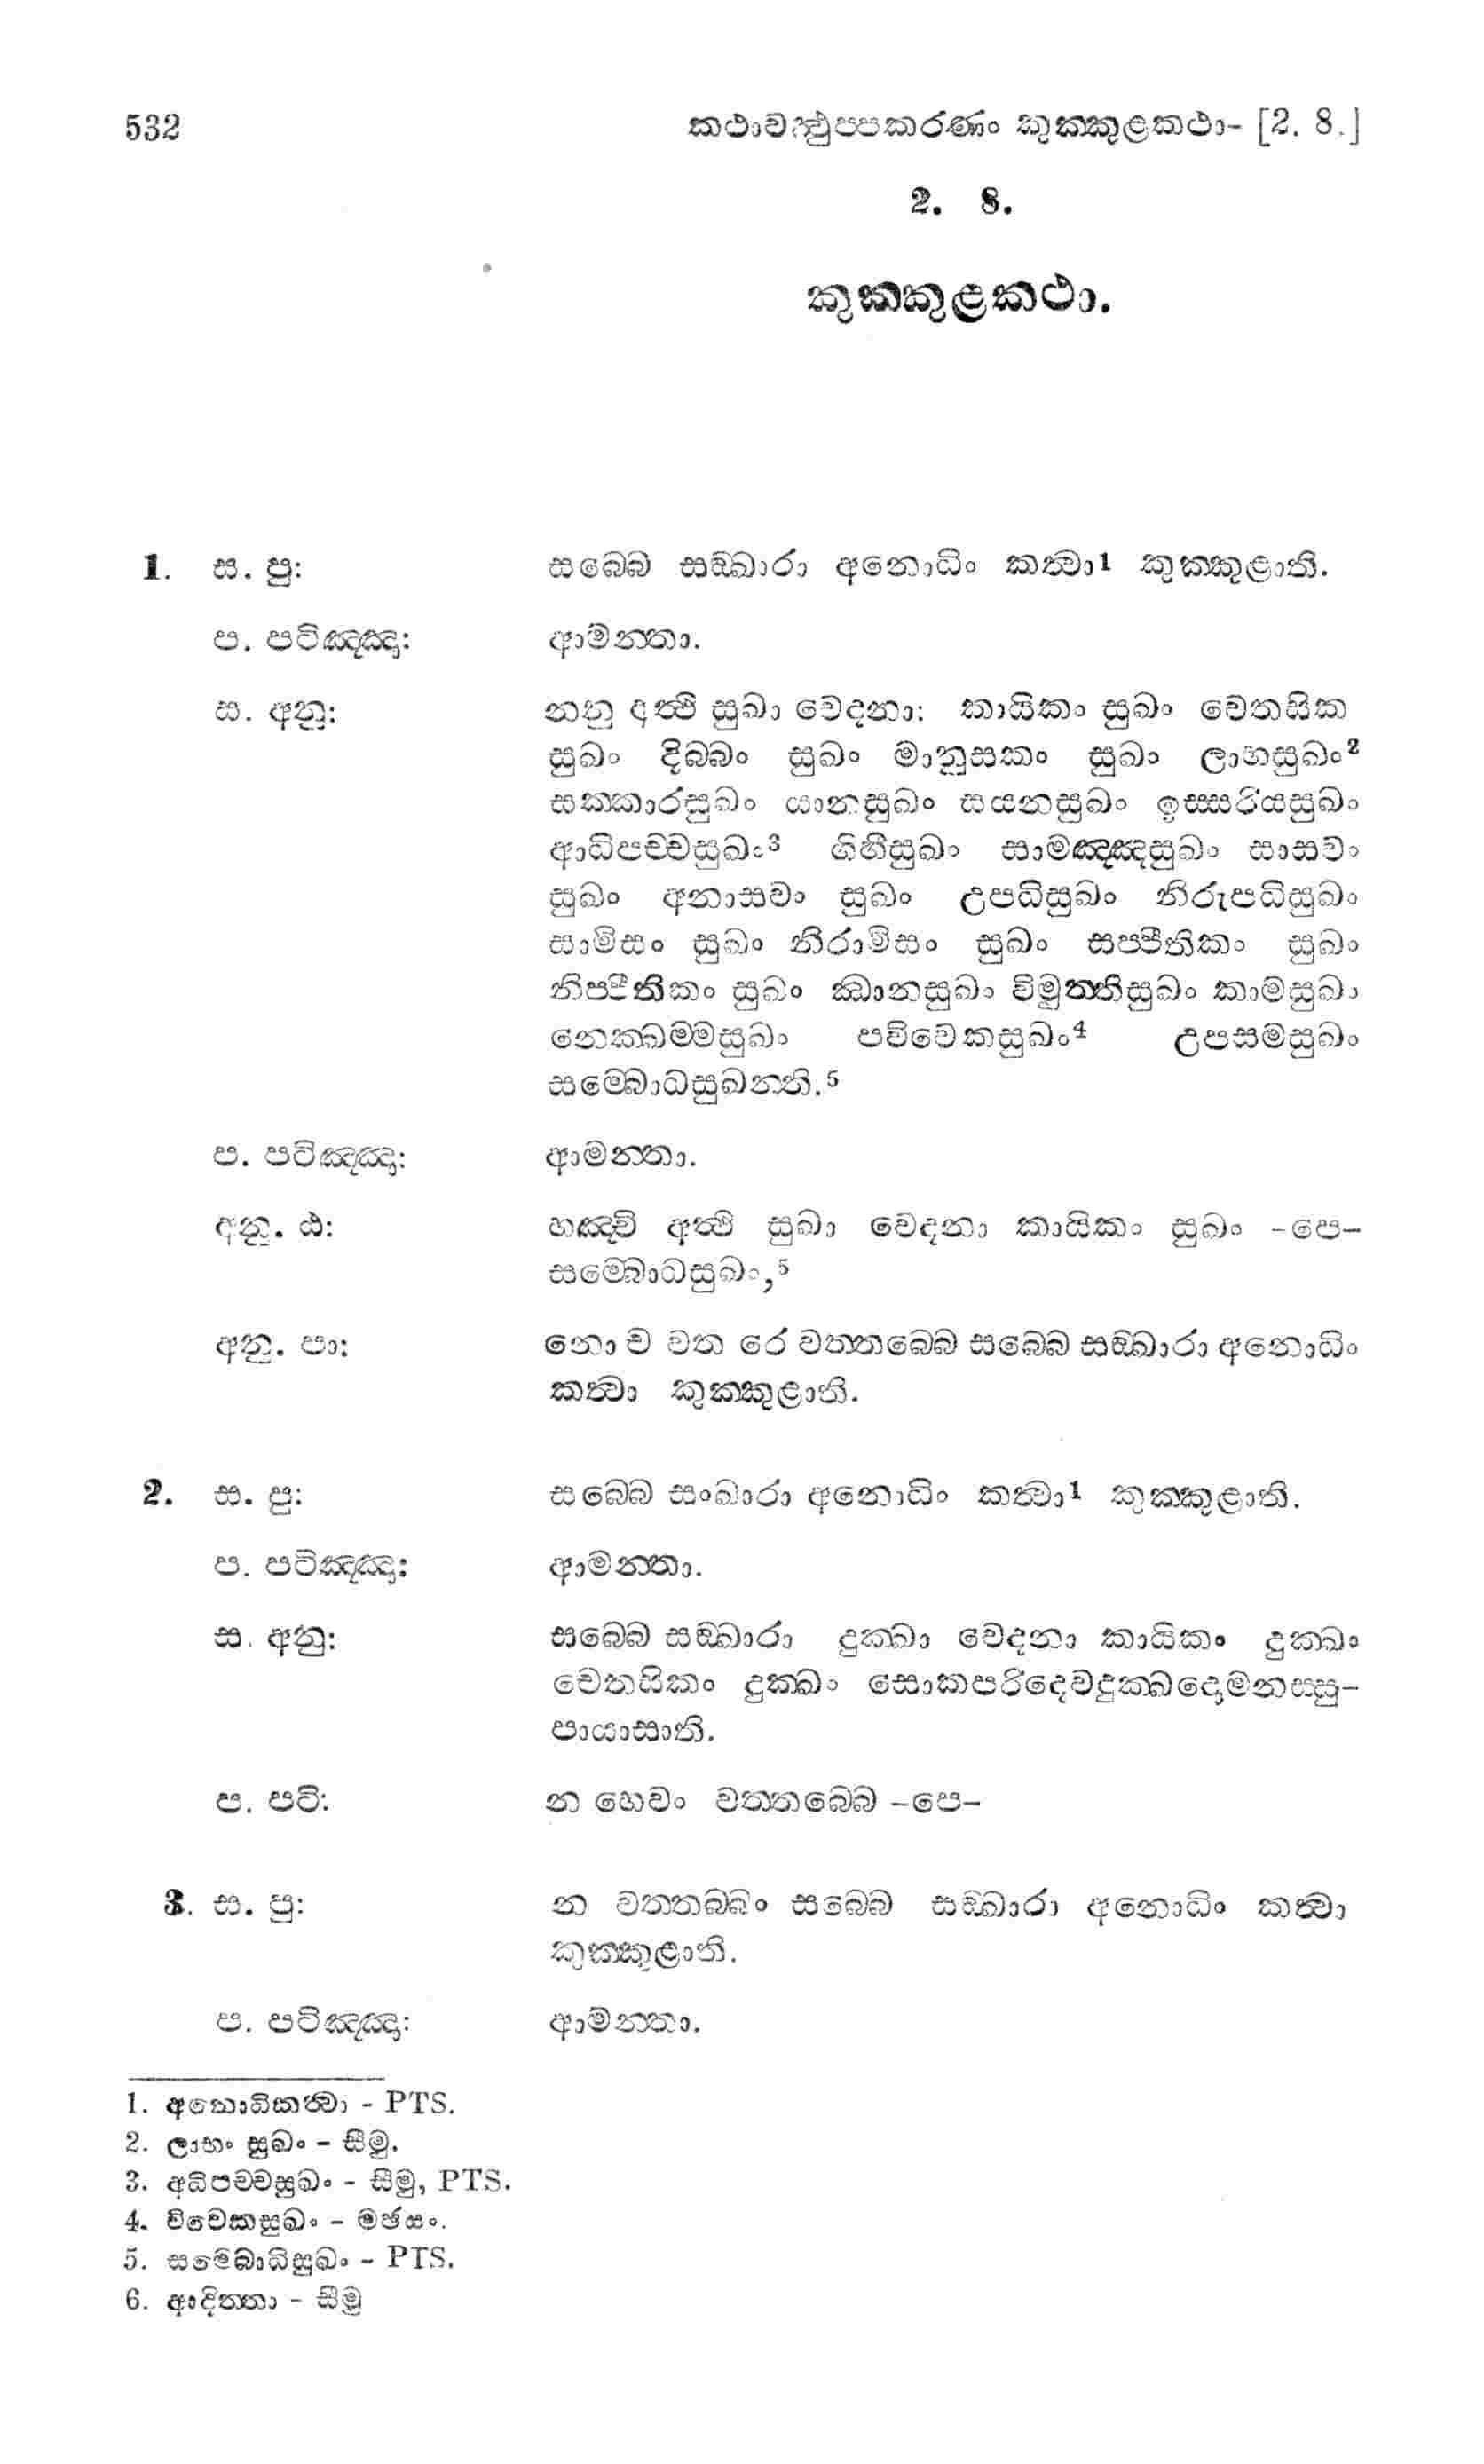 532 කථාවත්‍ථුප්පකරණං කුක්කුළකථා- [2. 8.]
2. 8.
කුක්කුළකථා.
1. ස. පු: සබ්බෙ සඞ්ඛාරා අනොධිං කත්‍වා1 කුක්කුළාති.
ප. පටිඤ්ඤා: ආමන්තා.
ස. අනු: නනු අත්‍ථි සුඛා වෙදනා: කායිකං සුඛං චෙතසික
සුඛං දිබ්බං සුඛං මානුසකං සුඛං ලාභසුඛං2
සක්කාරසුඛං යානසුඛං සයනසුඛං ඉස්සරියසුඛං
ආධිපච්චසුඛං3 ගිහීසුඛං සාමඤ්ඤසුඛං සාසවං
සුඛං අනාසවං සුඛං උපධිසුඛං නිරුපධිසුඛං
සාමිසං සුඛං නිරාමිසං සුඛං සප්පීතිකං සුඛං
නිප්පීතිකං සුඛං ඣානසුඛං විමුත්තිසුඛං කාමසුඛං
නෙක්ඛම්මසුඛං පවිවෙකසුඛං4 උපසමසුඛං
සම්බොධසුඛන්ති.5
ප. පටිඤ්ඤා: ආමන්තා.
අනු. ඨ: හඤ්චි අත්‍ථි සුඛා වෙදනා කායිකං සුඛං -පෙ-
සම්බොධසුඛං,5
අනු. පා: නො ච වත රෙ වත්තබ්බෙ සබ්බෙ සඞ්ඛාරා අනොධිං
කත්‍වා කුක්කුළාති.
2. ස. පු: සබ්බෙ සංඛාරා අනොධිං කත්‍වා1 කුක්කුළාති.
ප. පටිඤ්ඤා: ආමන්තා.
ස. අනු: සබ්බෙ සඞ්ඛාරා දුක්ඛා වෙදනා කායිකං දුක්ඛං
චෙතසිකං දුක්ඛං සොකපරිදෙවදුක්ඛදොමනස්සු-
පායාසාති.
ප. පටි: න හෙවං වත්තබ්බෙ -පෙ-
3. ස. පු: න වත්තබ්බං සබ්බෙ සඞ්ඛාරා අනොධිං කත්‍වා
කුක්කුළාති.
ප. පටිඤ්ඤා: ආමන්තා.
1. අනොධිකත්‍වා - PTS.
2. ලාභං සුඛං - සීමු.
3. අධිපච්චසුඛං - සීමු, PTS.
4. විවෙකසුඛං - මජසං.
5. සම්බොධිසුඛං - PTS.
6. ආදිත්තා - සීමු